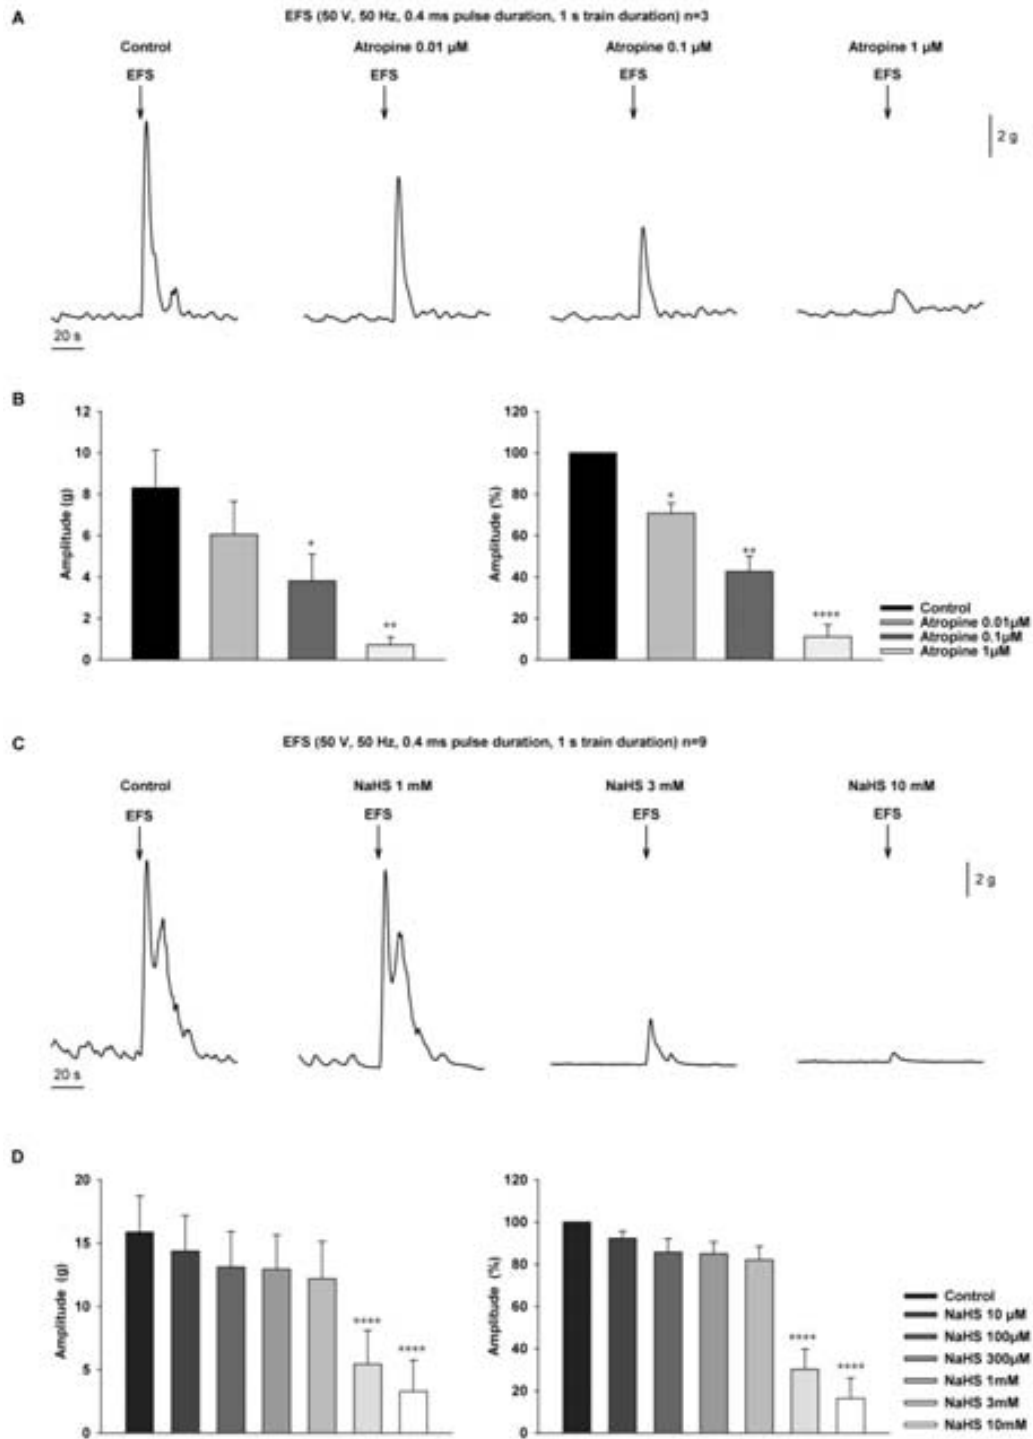 A
EFS (50 V, 50 Hz, 0.4 ms pulse duration, 1 s train duration) n=3
Control
Atropine 0.01 µM
Atropine 0.1 µM
Atropine 1 µM
EFS
EFS
EFS
EFS
2 g
20 s
B
12
10
8
6
4
2
0
Amplitude (g)
*
**
120
100
80
60
40
20
0
Amplitude (%)
*
**
****
Control
Atropine 0.01µM
Atropine 0.1µM
Atropine 1µM
C
EFS (50 V, 50 Hz, 0.4 ms pulse duration, 1 s train duration) n=9
Control
NaHS 1 mM
NaHS 3 mM
NaHS 10 mM
EFS
EFS
EFS
EFS
2 g
20 s
D
20
15
10
5
0
Amplitude (g)
****
****
120
100
80
60
40
20
0
Amplitude (%)
****
****
Control
NaHS 10 µM
NaHS 100µM
NaHS 300µM
NaHS 1mM
NaHS 3mM
NaHS 10mM